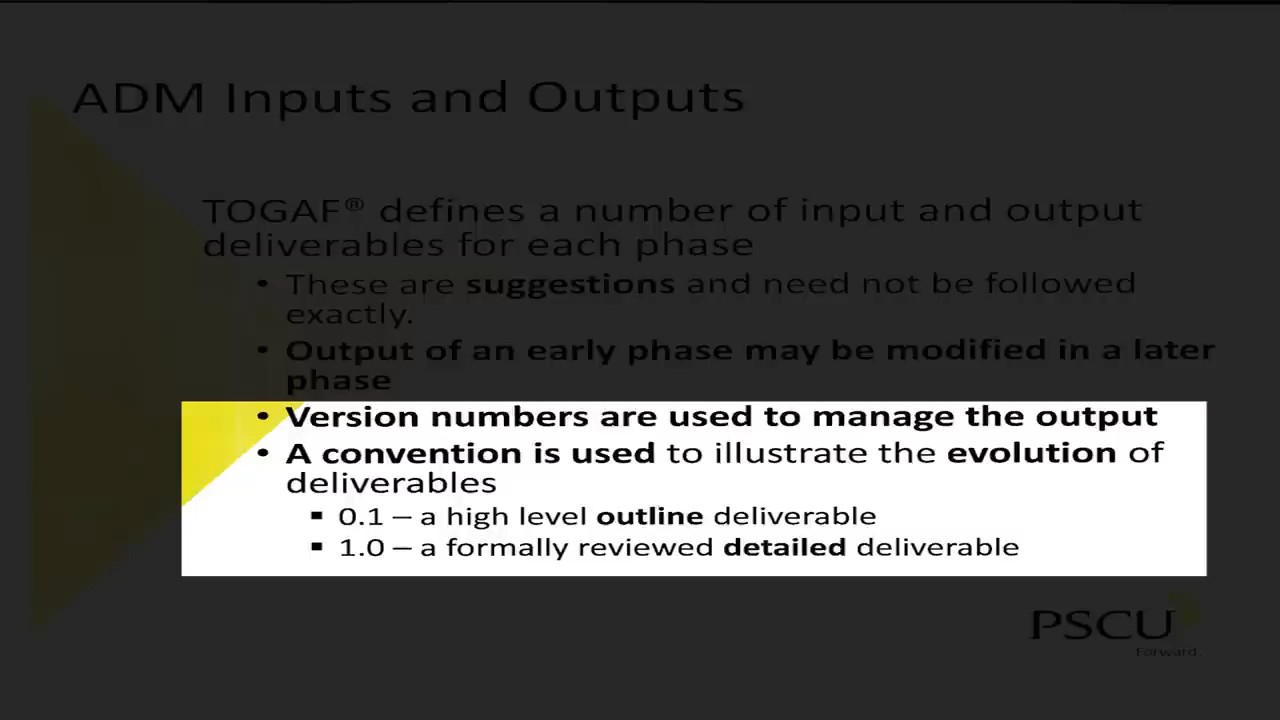 ADM Inputs and Outputs
TOGAF® defines a number of input and output
deliverables for each phase
• These are suggestions and need not be followed
exactly.
• Output of an early phase may be modified in a later
phase
• Version numbers are used to manage the output
• A convention is used to illustrate the evolution of
deliverables
▪ 0.1 – a high level outline deliverable
▪ 1.0 – a formally reviewed detailed deliverable
PSCU
Forward.